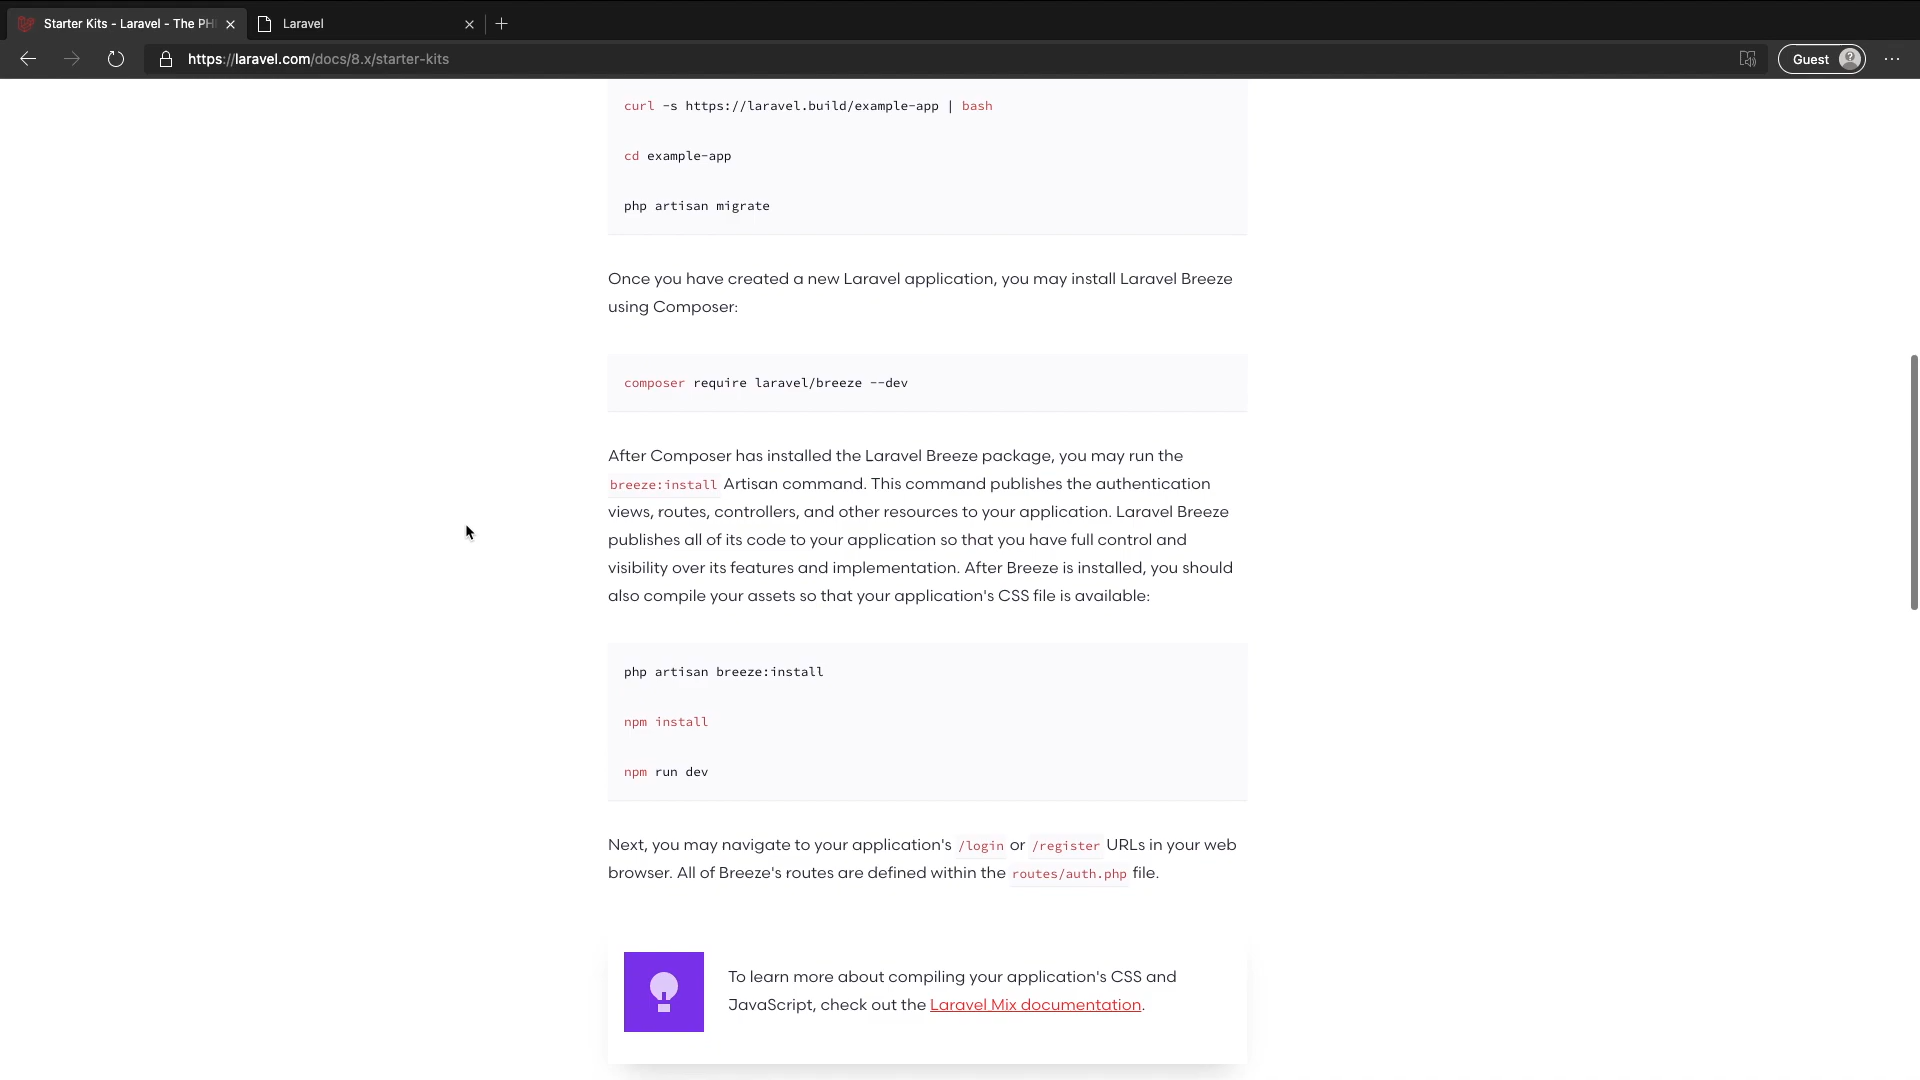 Starter Kits - Laravel - The PH
Laravel
https://laravel.com/docs/8.x/starter-kits
Guest
curl -s https://laravel.build/example-app | bash
cd example-app
php artisan migrate
Once you have created a new Laravel application, you may install Laravel Breeze
using Composer:
composer require laravel/breeze --dev
After Composer has installed the Laravel Breeze package, you may run the
breeze:install Artisan command. This command publishes the authentication
views, routes, controllers, and other resources to your application. Laravel Breeze
publishes all of its code to your application so that you have full control and
visibility over its features and implementation. After Breeze is installed, you should
also compile your assets so that your application's CSS file is available:
php artisan breeze:install
npm install
npm run dev
Next, you may navigate to your application's /login or /register URLs in your web
browser. All of Breeze's routes are defined within the routes/auth.php file.
To learn more about compiling your application's CSS and
JavaScript, check out the Laravel Mix documentation.